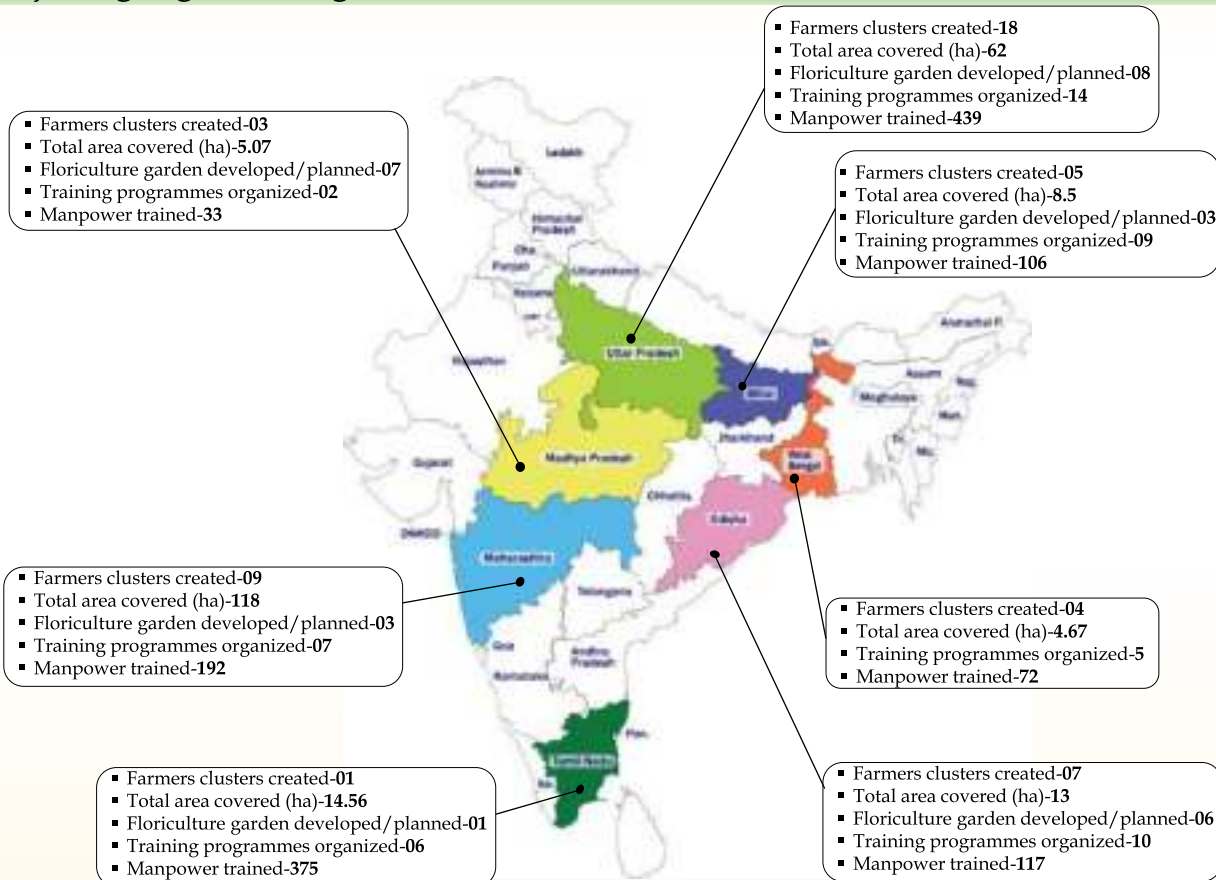 ▪ Farmers clusters created-18
▪ Total area covered (ha)-62
▪ Floriculture garden developed/planned-08
▪ Training programmes organized-14
▪ Manpower trained-439
▪ Farmers clusters created-03
▪ Total area covered (ha)-5.07
▪ Floriculture garden developed/planned-07
▪ Training programmes organized-02
▪ Manpower trained-33
▪ Farmers clusters created-05
▪ Total area covered (ha)-8.5
▪ Floriculture garden developed/planned-03
▪ Training programmes organized-09
▪ Manpower trained-106
Ladakh
Himachal
Pradesh
Punjab
Uttarakhand
Arunachal P.
Rajasthan
Uttar Pradesh
Bihar
Assam
Meghalaya
Jharkhand
Gujarat
Madhya Pradesh
West
Bengal
Odisha
Maharashtra
Telangana
Goa
Andhra
Pradesh
Karnataka
Tamil Nadu
▪ Farmers clusters created-09
▪ Total area covered (ha)-118
▪ Floriculture garden developed/planned-03
▪ Training programmes organized-07
▪ Manpower trained-192
▪ Farmers clusters created-04
▪ Total area covered (ha)-4.67
▪ Training programmes organized-5
▪ Manpower trained-72
▪ Farmers clusters created-01
▪ Total area covered (ha)-14.56
▪ Floriculture garden developed/planned-01
▪ Training programmes organized-06
▪ Manpower trained-375
▪ Farmers clusters created-07
▪ Total area covered (ha)-13
▪ Floriculture garden developed/planned-06
▪ Training programmes organized-10
▪ Manpower trained-117